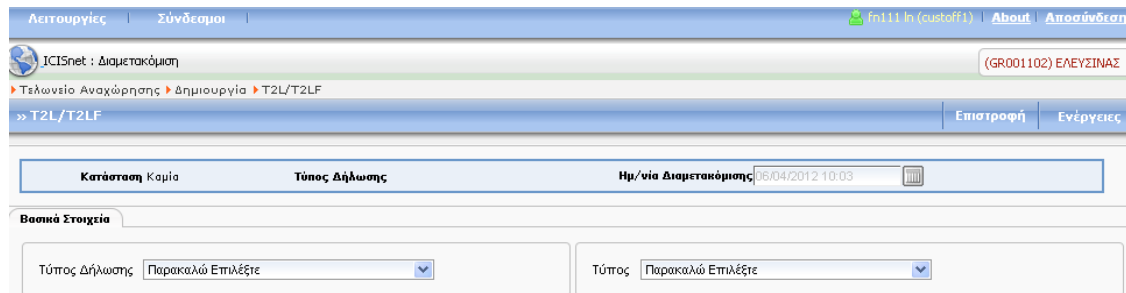 Λειτουργίες | Σύνδεσμοι | fn111 ln (custoff1) | About | Αποσύνδεση
ICISnet : Διαμετακόμιση (GR001102) ΕΛΕΥΣΙΝΑΣ
Τελωνείο Αναχώρησης Δημιουργία T2L/T2LF
» T2L/T2LF Επιστροφή Ενέργειες
Κατάσταση Καμία Τύπος Δήλωσης Ημ/νία Διαμετακόμισης 06/04/2012 10:03
Βασικά Στοιχεία
Τύπος Δήλωσης Παρακαλώ Επιλέξτε Τύπος Παρακαλώ Επιλέξτε